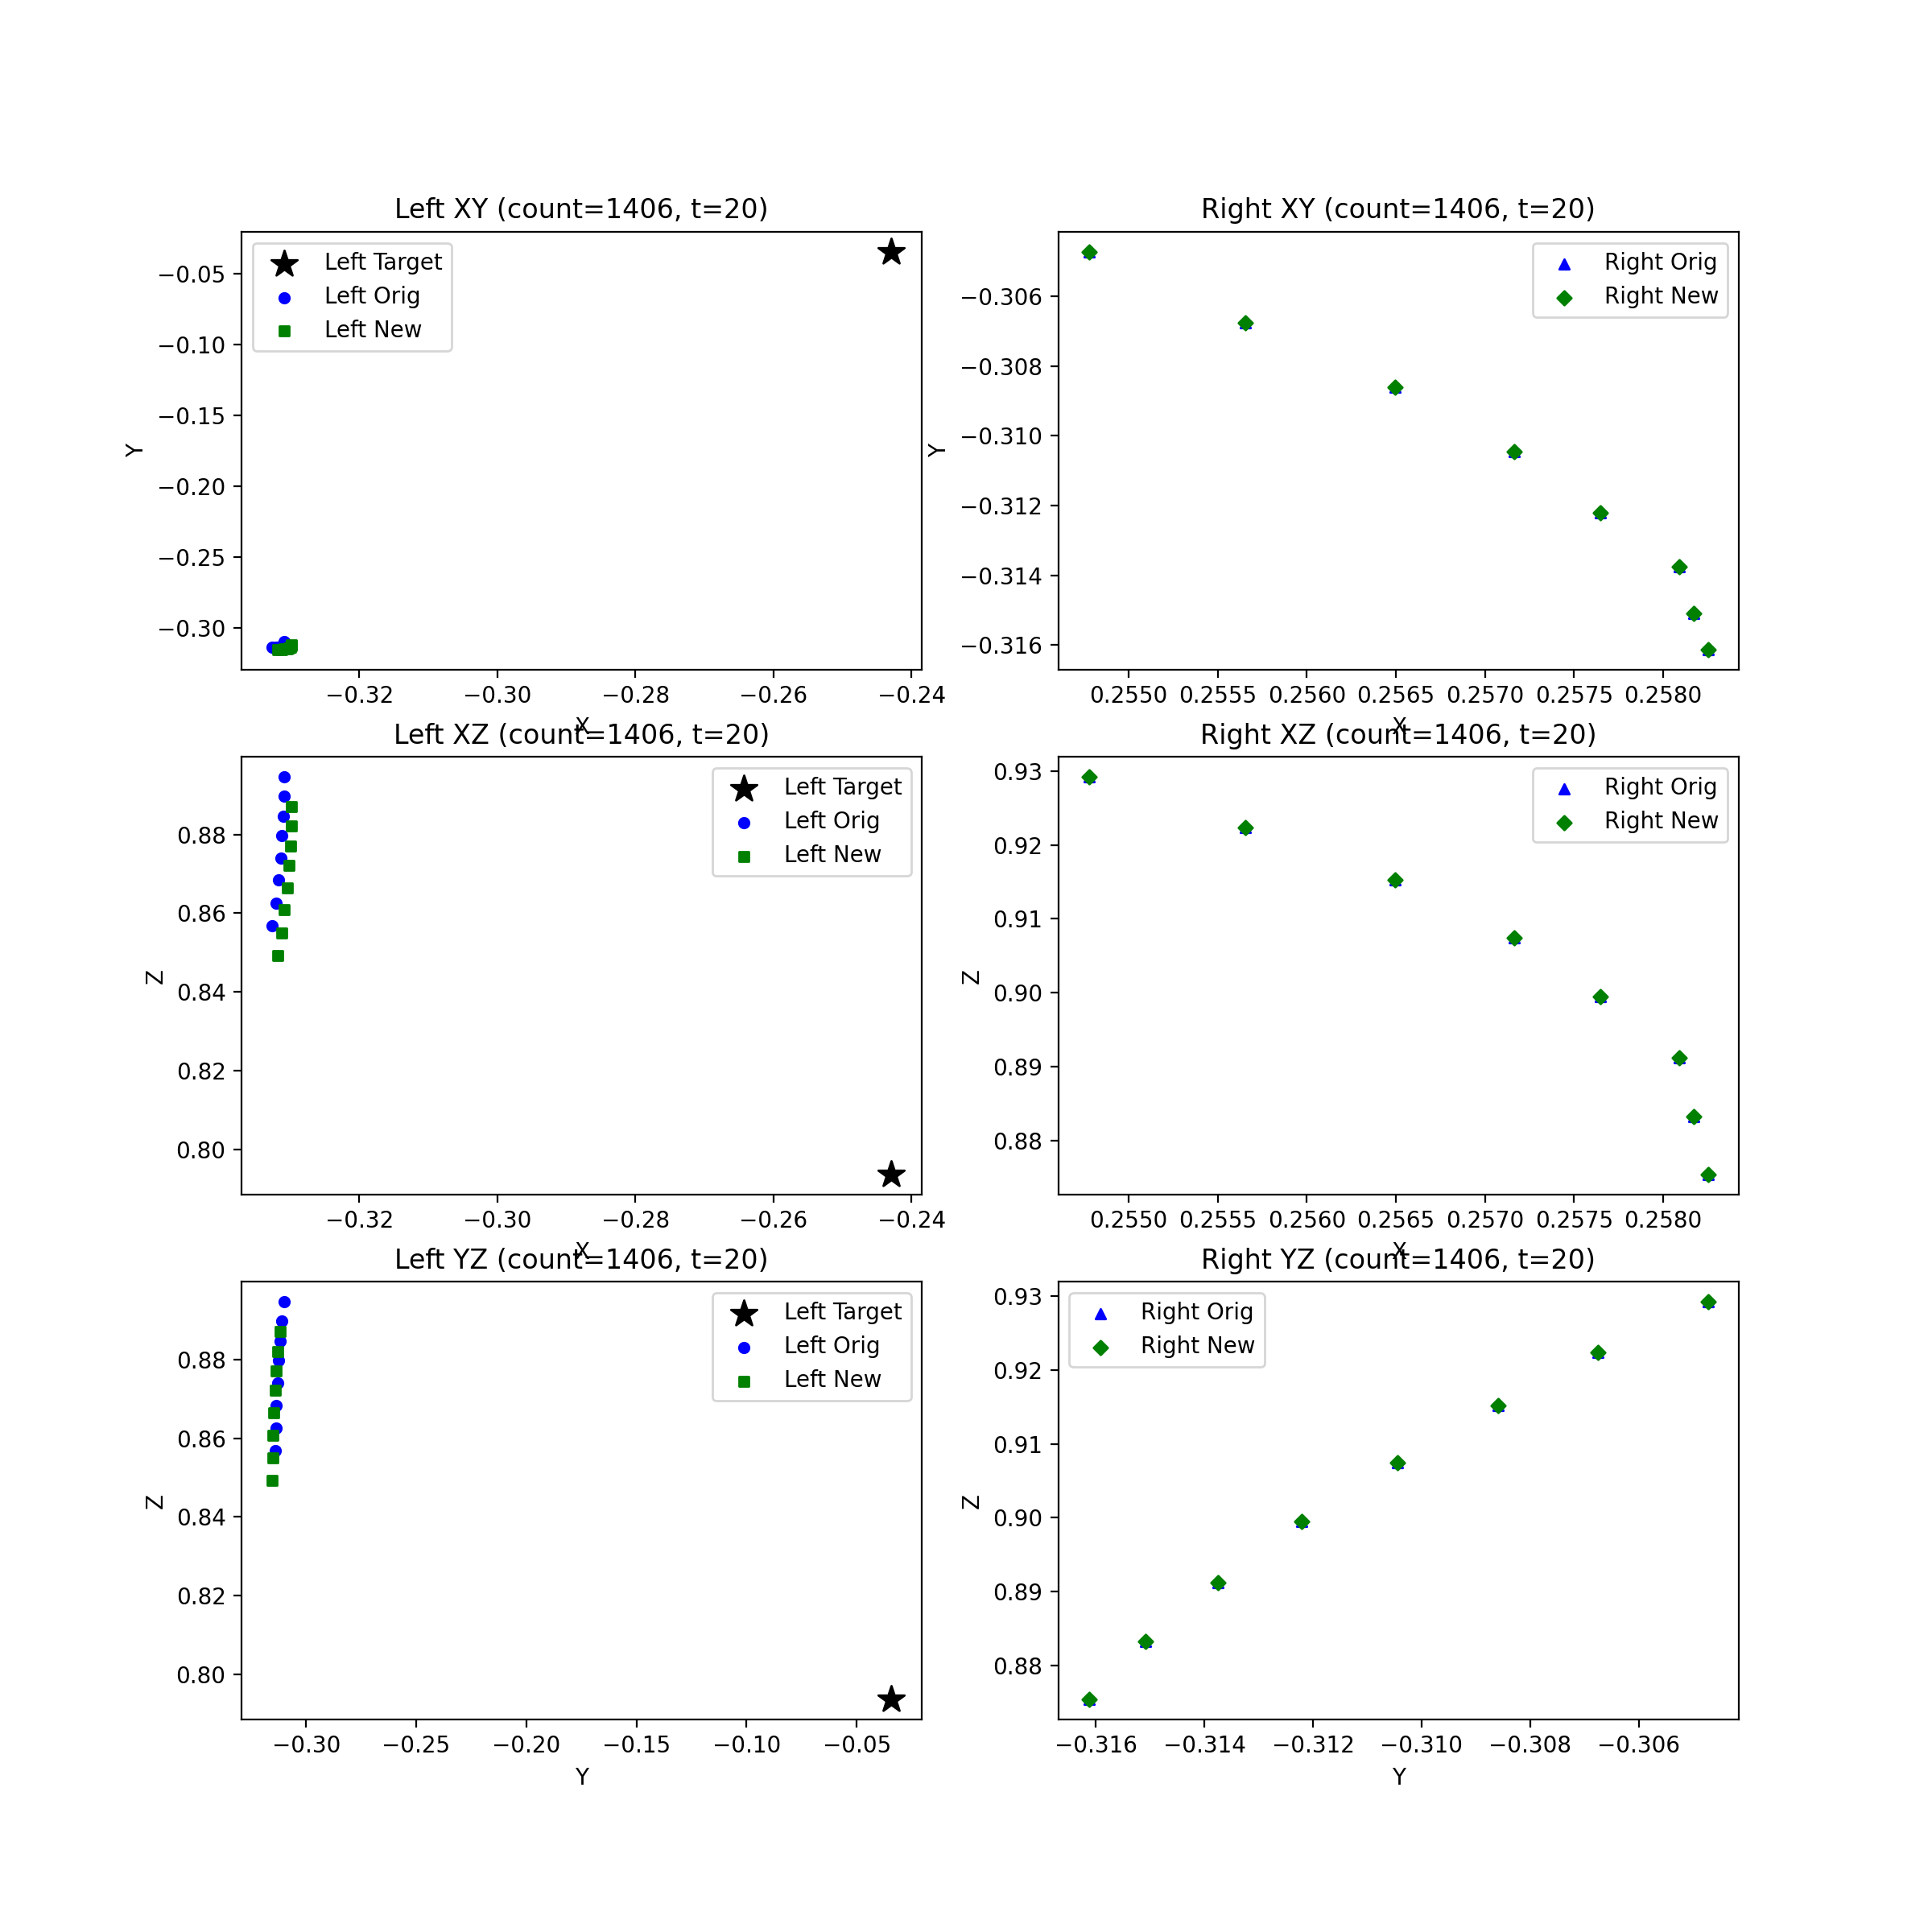 Left XY (count=1406, t=20)
Left Target
Left Orig
Left New
−0.05
−0.10
−0.15
−0.20
−0.25
−0.30
Y
−0.32 −0.30 −0.28 −0.26 −0.24
X
Right XY (count=1406, t=20)
Right Orig
Right New
−0.306
−0.308
−0.310
−0.312
−0.314
−0.316
Y
0.2550 0.2555 0.2560 0.2565 0.2570 0.2575 0.2580
X
Left XZ (count=1406, t=20)
Left Target
Left Orig
Left New
0.88
0.86
0.84
0.82
0.80
Z
−0.32 −0.30 −0.28 −0.26 −0.24
X
Right XZ (count=1406, t=20)
Right Orig
Right New
0.93
0.92
0.91
0.90
0.89
0.88
Z
0.2550 0.2555 0.2560 0.2565 0.2570 0.2575 0.2580
X
Left YZ (count=1406, t=20)
Left Target
Left Orig
Left New
0.88
0.86
0.84
0.82
0.80
Z
−0.30 −0.25 −0.20 −0.15 −0.10 −0.05
Y
Right YZ (count=1406, t=20)
Right Orig
Right New
0.93
0.92
0.91
0.90
0.89
0.88
Z
−0.316 −0.314 −0.312 −0.310 −0.308 −0.306
Y